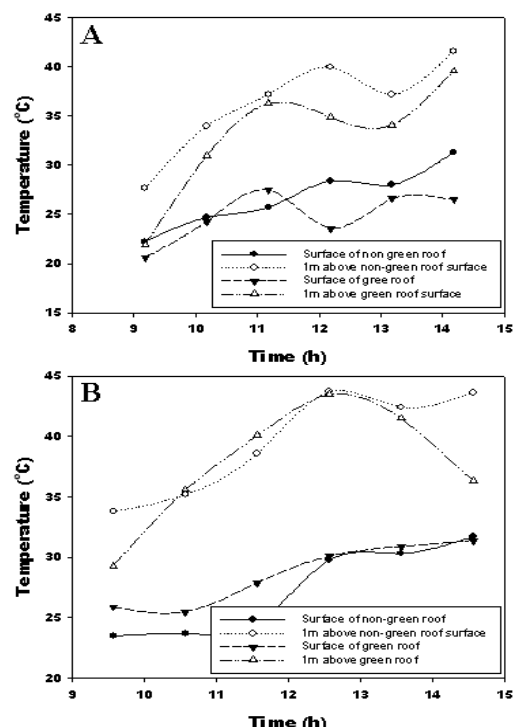 A
45
40
35
30
25
20
15
Temperature (°C)
Surface of non green roof
1m above non-green roof surface
Surface of gree roof
1m above green roof surface
8 9 10 11 12 13 14 15
Time (h)
B
45
40
35
30
25
20
Temperature (°C)
Surface of non-green roof
1m above non-green roof surface
Surface of green roof
1m above green roof
9 10 11 12 13 14 15
Time (h)